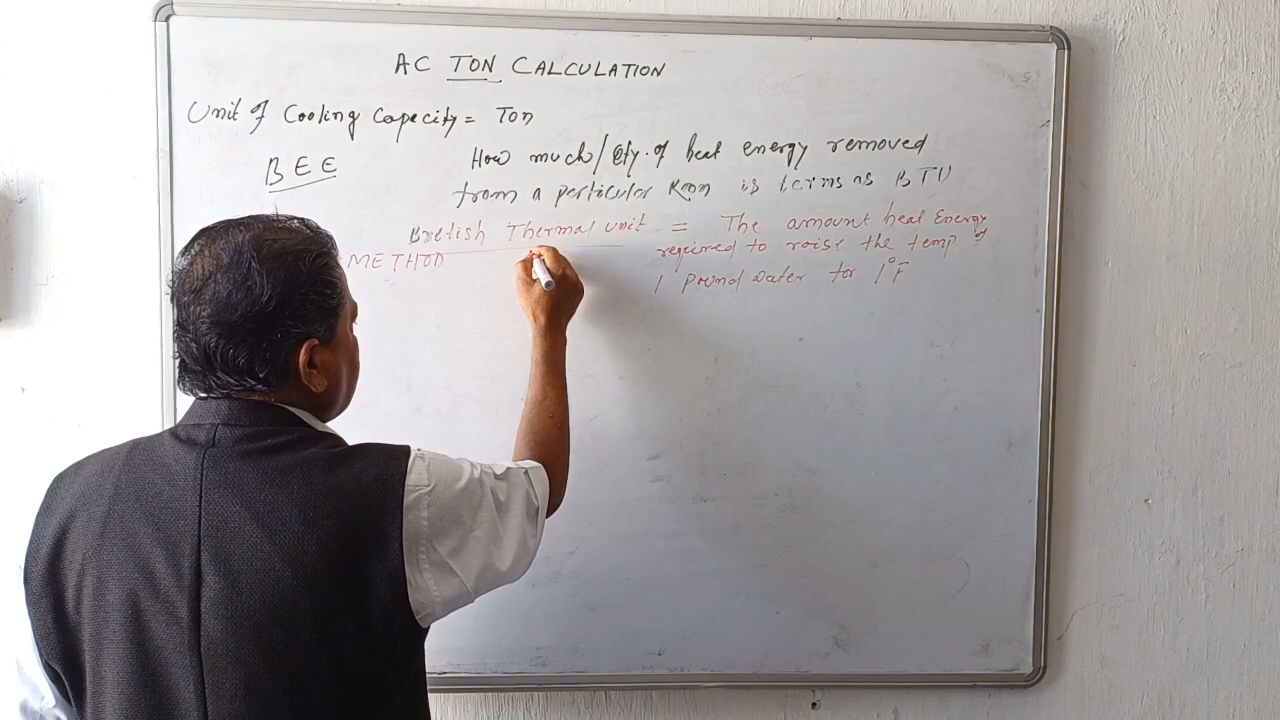 AC TON CALCULATION
Unit of Cooling Capecity = Ton
BEE
How much/Qty. of heat energy removed
from a perticular Room is terms as BTU
British Thermal unit = The amount heat Energy
required to raise the temp of
1 pound water for 1°F
METHOD